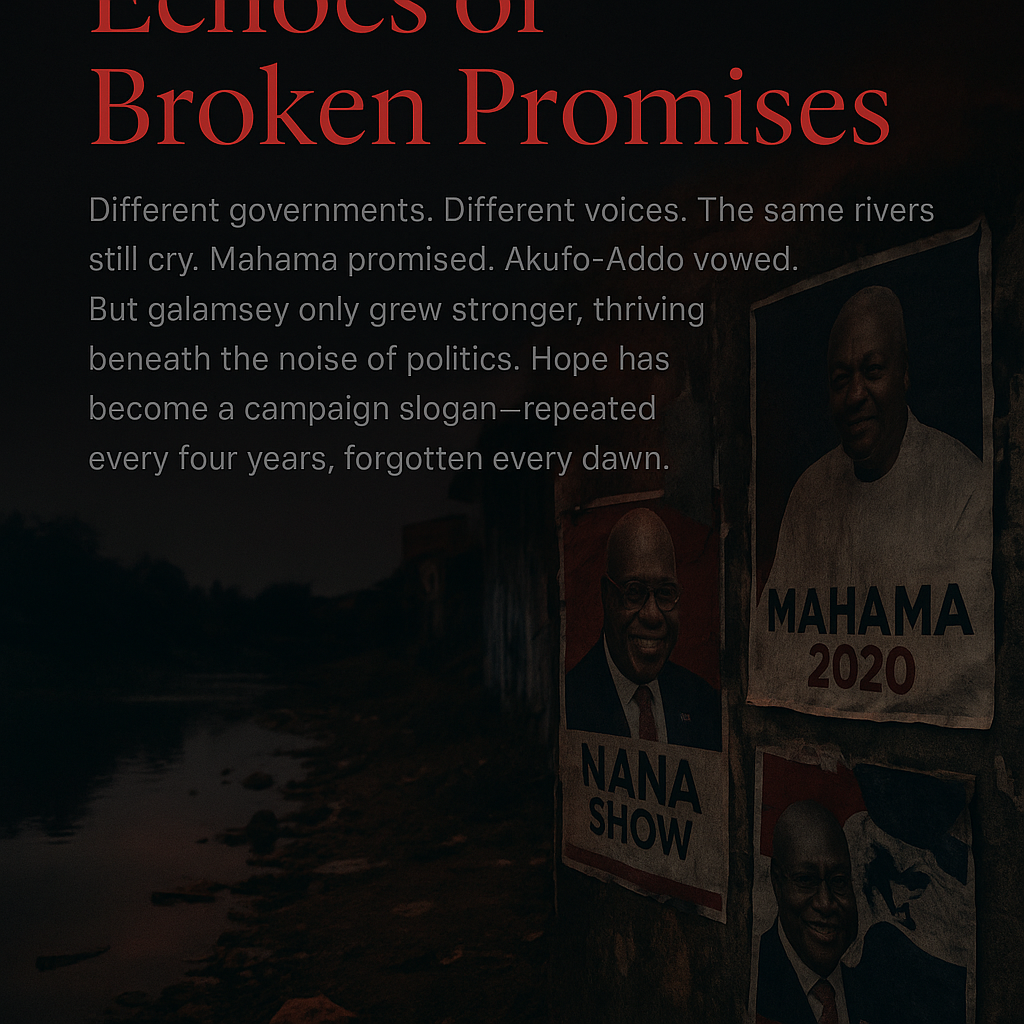 Echoes of
Broken Promises
Different governments. Different voices. The same rivers
still cry. Mahama promised. Akufo-Addo vowed.
But galamsey only grew stronger, thriving
beneath the noise of politics. Hope has
become a campaign slogan—repeated
every four years, forgotten every dawn.
MAHAMA
2020
NANA
SHOW